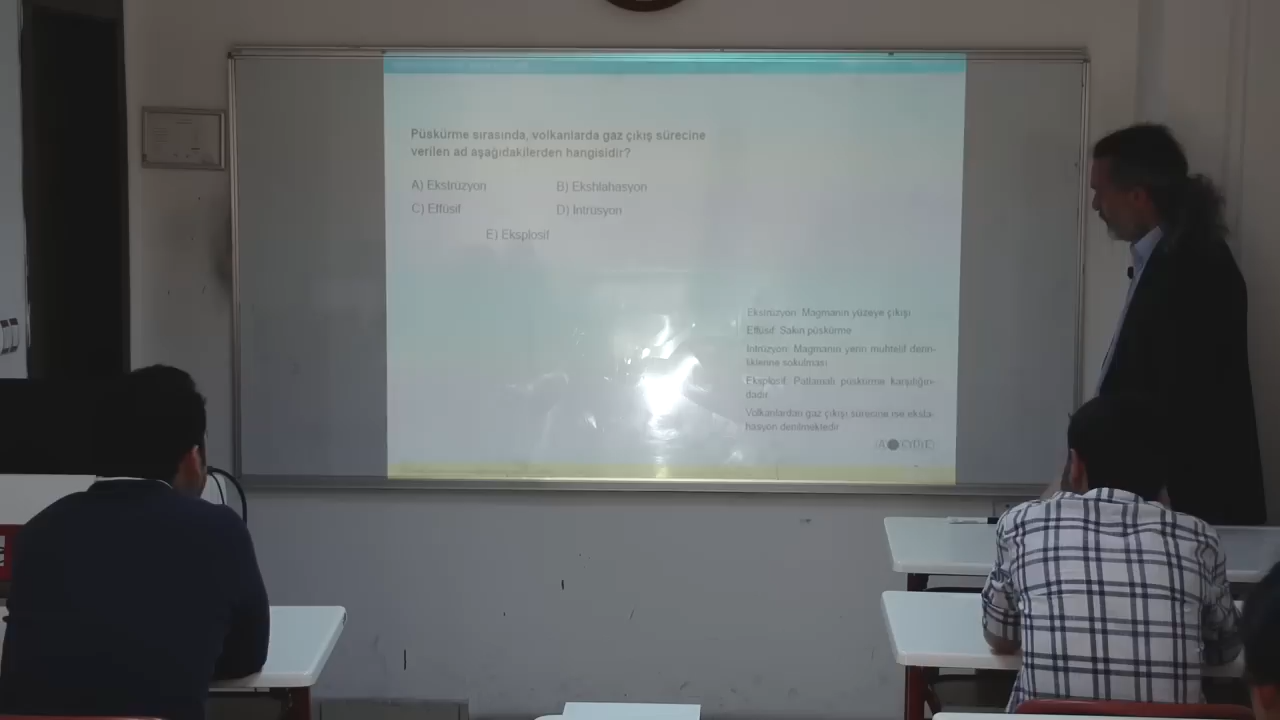 Püskürme sırasında, volkanlarda gaz çıkış sürecine
verilen ad aşağıdakilerden hangisidir?
A) Ekstrüzyon B) Ekshlahasyon
C) Effüsif D) İntrüsyon
E) Eksplosif
Ekstrüzyon: Magmanın yüzeye çıkışı
Effüsif: Sakin püskürme
İntrüzyon: Magmanın yerin muhtelif derin-
liklerine sokulması
Eksplosif: Patlamalı püskürme karşılığın-
dadır.
Volkanlardan gaz çıkışı sürecine ise eksla-
hasyon denilmektedir.
(A C D E)